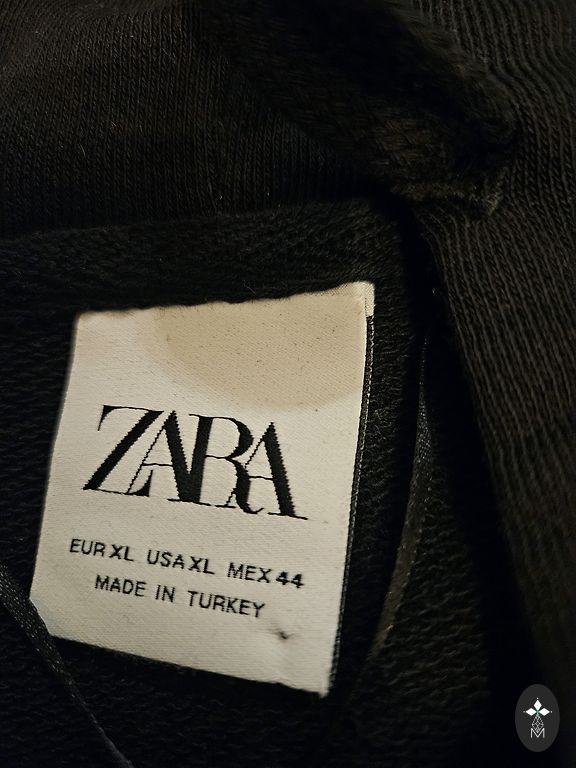 ZARA
EUR XL USA XL MEX 44
MADE IN TURKEY